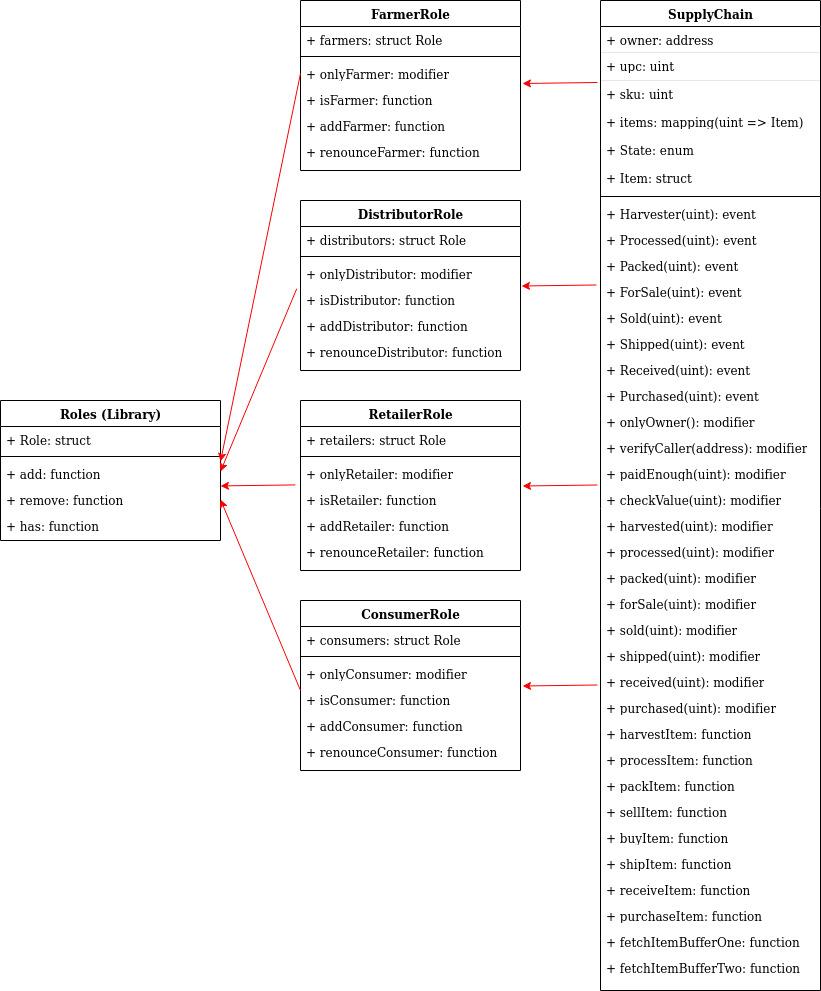 FarmerRole
+ farmers: struct Role
+ onlyFarmer: modifier
+ isFarmer: function
+ addFarmer: function
+ renounceFarmer: function
DistributorRole
+ distributors: struct Role
+ onlyDistributor: modifier
+ isDistributor: function
+ addDistributor: function
+ renounceDistributor: function
Roles (Library)
+ Role: struct
+ add: function
+ remove: function
+ has: function
RetailerRole
+ retailers: struct Role
+ onlyRetailer: modifier
+ isRetailer: function
+ addRetailer: function
+ renounceRetailer: function
ConsumerRole
+ consumers: struct Role
+ onlyConsumer: modifier
+ isConsumer: function
+ addConsumer: function
+ renounceConsumer: function
SupplyChain
+ owner: address
+ upc: uint
+ sku: uint
+ items: mapping(uint => Item)
+ State: enum
+ Item: struct
+ Harvester(uint): event
+ Processed(uint): event
+ Packed(uint): event
+ ForSale(uint): event
+ Sold(uint): event
+ Shipped(uint): event
+ Received(uint): event
+ Purchased(uint): event
+ onlyOwner(): modifier
+ verifyCaller(address): modifier
+ paidEnough(uint): modifier
+ checkValue(uint): modifier
+ harvested(uint): modifier
+ processed(uint): modifier
+ packed(uint): modifier
+ forSale(uint): modifier
+ sold(uint): modifier
+ shipped(uint): modifier
+ received(uint): modifier
+ purchased(uint): modifier
+ harvestItem: function
+ processItem: function
+ packItem: function
+ sellItem: function
+ buyItem: function
+ shipItem: function
+ receiveItem: function
+ purchaseItem: function
+ fetchItemBufferOne: function
+ fetchItemBufferTwo: function